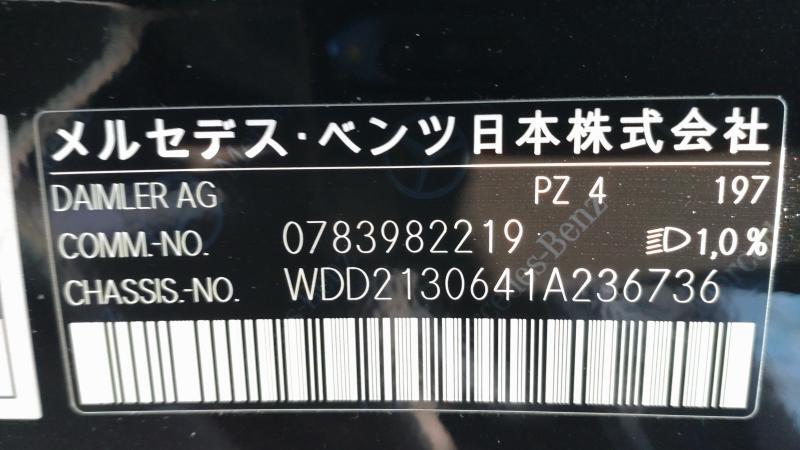 メルセデス・ベンツ日本株式会社
DAIMLER AG PZ 4 197
COMM.-NO. 0783982219 1,0%
CHASSIS.-NO. WDD2130641A236736